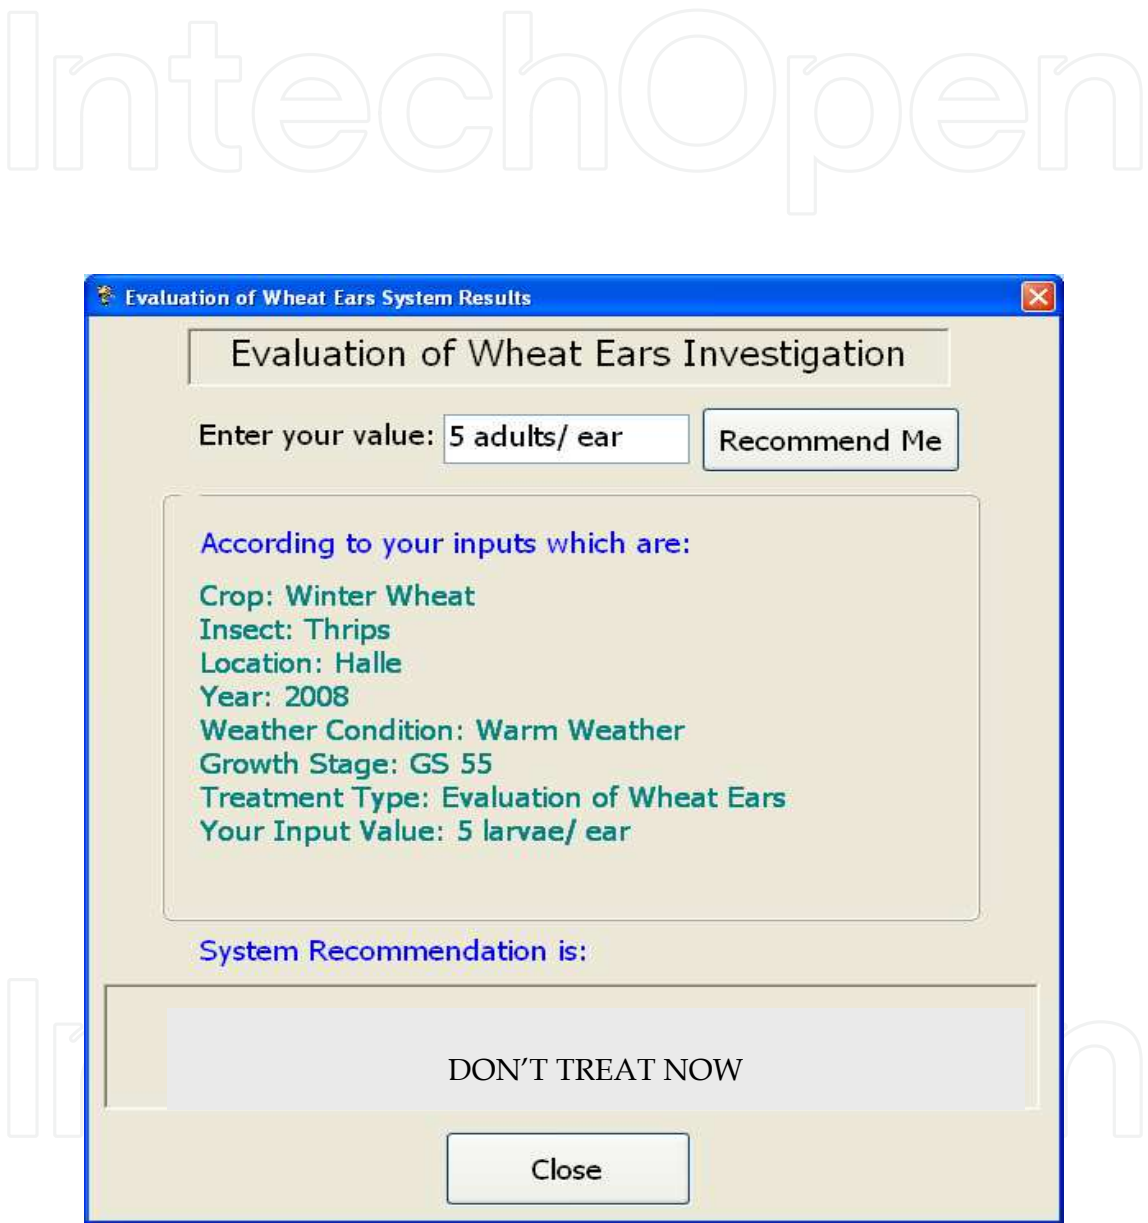 IntechOpen
Evaluation of Wheat Ears System Results
Evaluation of Wheat Ears Investigation
Enter your value: 5 adults/ ear Recommend Me
According to your inputs which are:
Crop: Winter Wheat
Insect: Thrips
Location: Halle
Year: 2008
Weather Condition: Warm Weather
Growth Stage: GS 55
Treatment Type: Evaluation of Wheat Ears
Your Input Value: 5 larvae/ ear
System Recommendation is:
DON’T TREAT NOW
Close